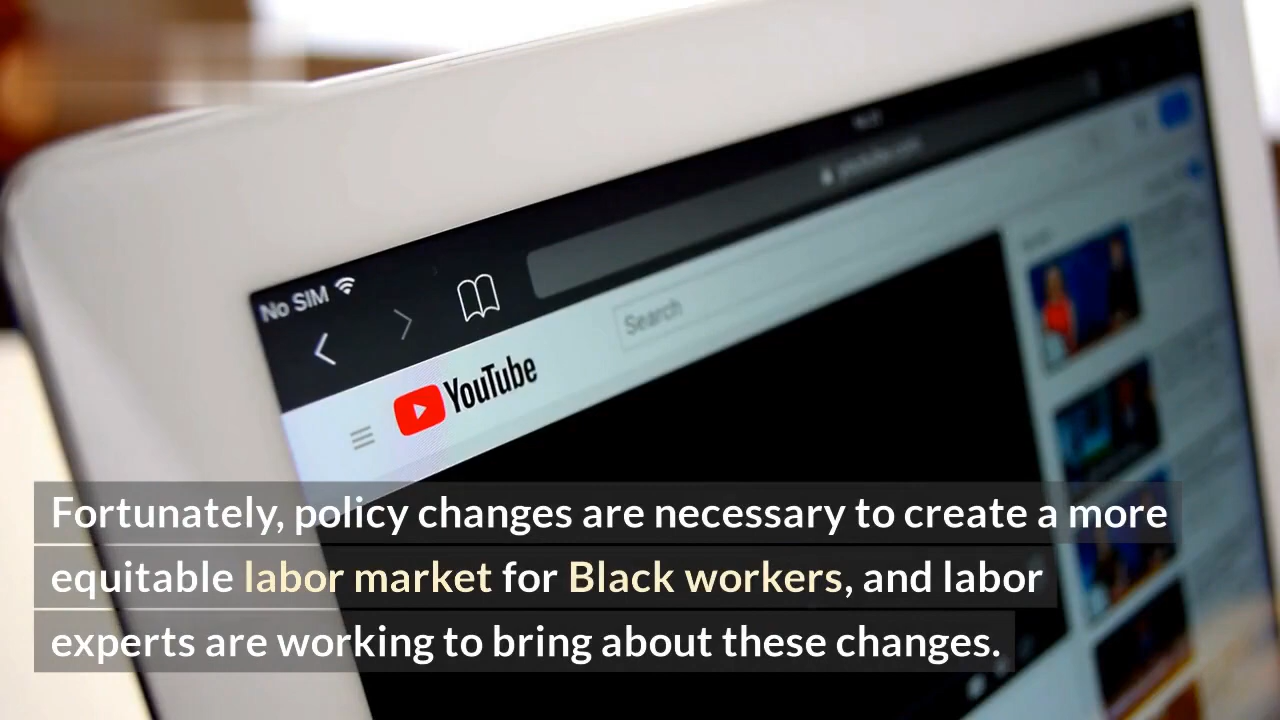 No SIM
Search
YouTube
Fortunately, policy changes are necessary to create a more
equitable labor market for Black workers, and labor
experts are working to bring about these changes.